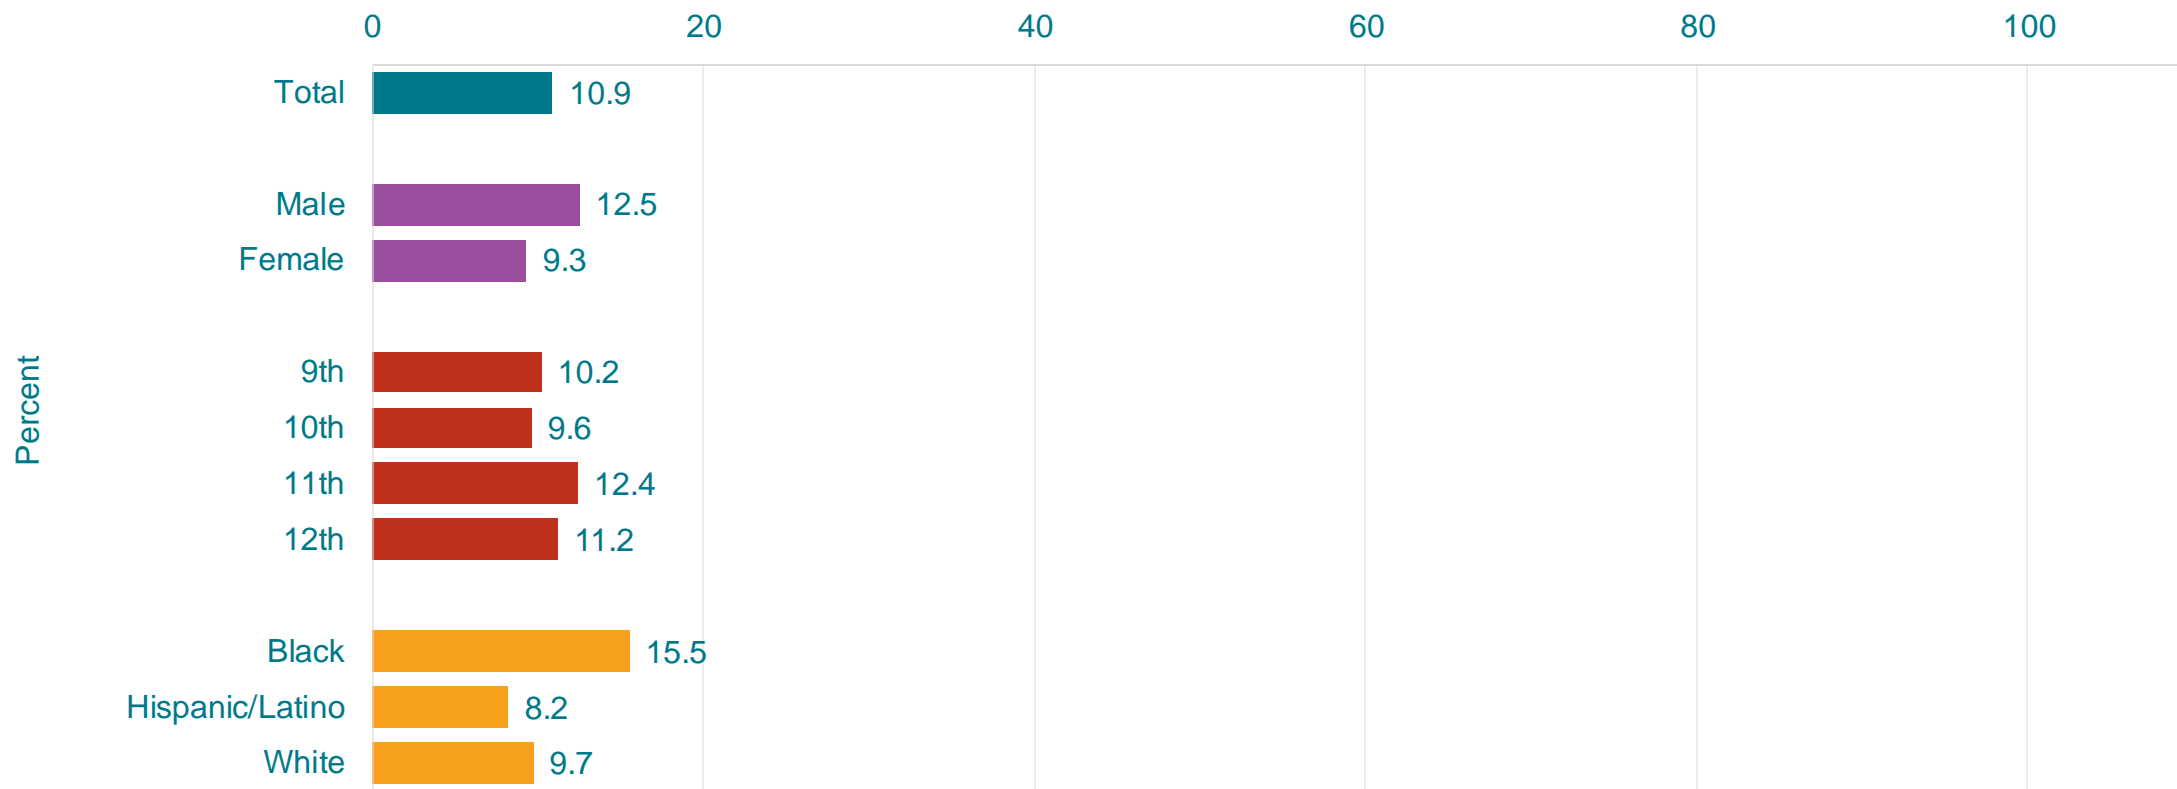 0 20 40 60 80 100
Total 10.9
Male 12.5
Female 9.3
Percent
9th 10.2
10th 9.6
11th 12.4
12th 11.2
Black 15.5
Hispanic/Latino 8.2
White 9.7